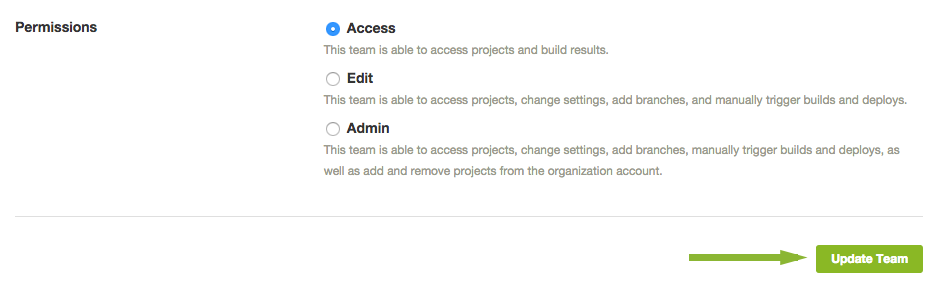 Permissions
Access
This team is able to access projects and build results.
Edit
This team is able to access projects, change settings, add branches, and manually trigger builds and deploys.
Admin
This team is able to access projects, change settings, add branches, manually trigger builds and deploys, as
well as add and remove projects from the organization account.
Update Team